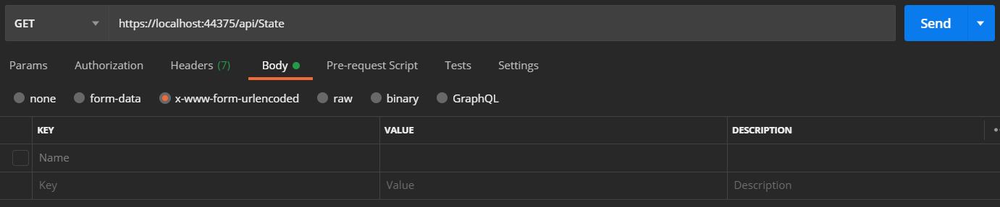 GET https://localhost:44375/api/State Send
Params Authorization Headers (7) Body Pre-request Script Tests Settings
none form-data x-www-form-urlencoded raw binary GraphQL
KEY VALUE DESCRIPTION
Name
Key Value Description